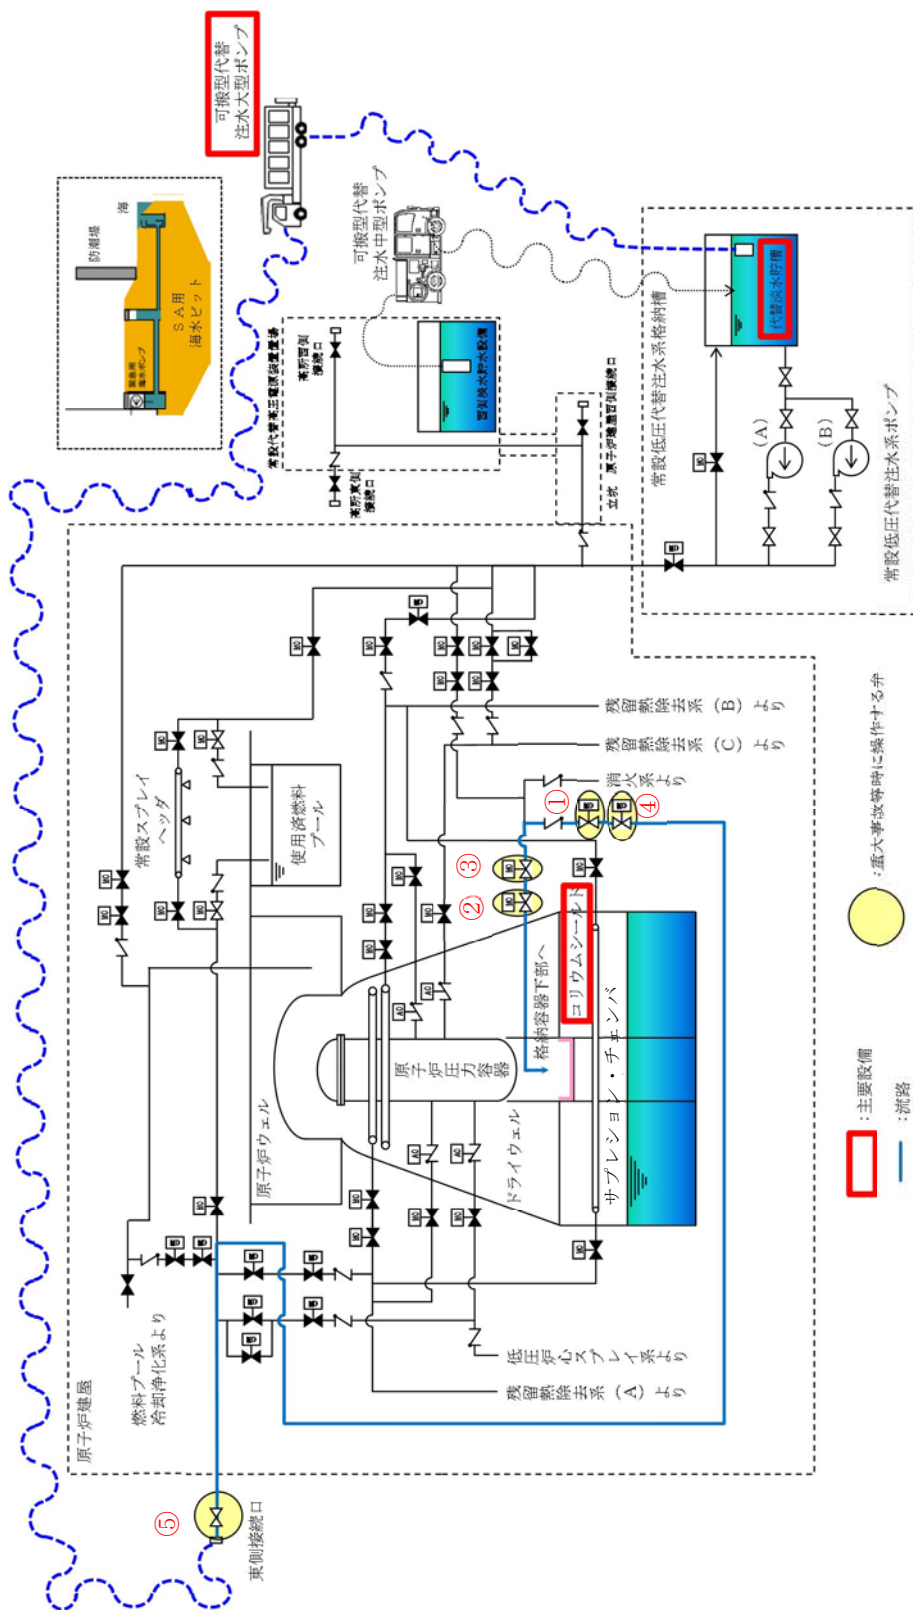 可搬型代替
注水大型ポンプ
防潮堤
海
緊急用
海水ポンプ
SA用
海水ピット
可搬型代替
注水中型ポンプ
常設代替高圧電源装置置場
高所西側
接続口
高所東側
接続口
西側淡水貯水設備
立坑
原子炉建屋西側接続口
常設低圧代替注水系格納槽
代替淡水貯槽
(A)
(B)
常設低圧代替注水系ポンプ
原子炉建屋
燃料プール
冷却浄化系より
常設スプレイ
ヘッダ
使用済燃料
プール
原子炉ウェル
原子炉圧力容器
ドライウェル
格納容器下部へ
コリウムシールド
サプレション・チェンバ
残留熱除去系(B)より
残留熱除去系(C)より
消火系より
低圧炉心スプレイ系より
残留熱除去系(A)より
東側接続口
①
②
③
④
⑤
MO
AO
:重大事故等時に操作する弁
:主要設備
:流路